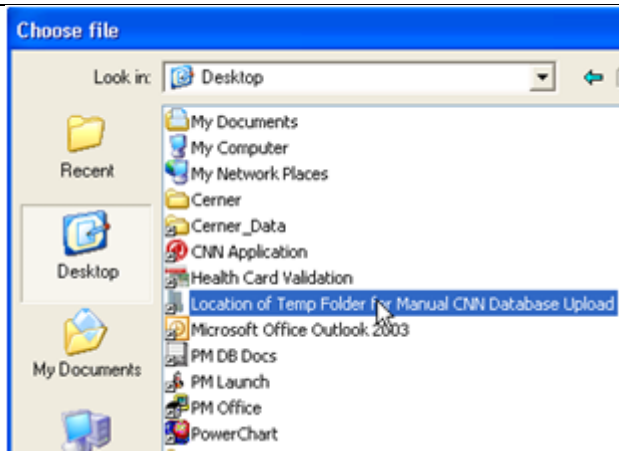 Choose file
Look in: Desktop
My Documents
My Computer
My Network Places
Recent
Cerner
Cerner_Data
CNN Application
Desktop
Health Card Validation
Location of Temp Folder for Manual CNN Database Upload
Microsoft Office Outlook 2003
PM DB Docs
My Documents
PM Launch
PM Office
PowerChart